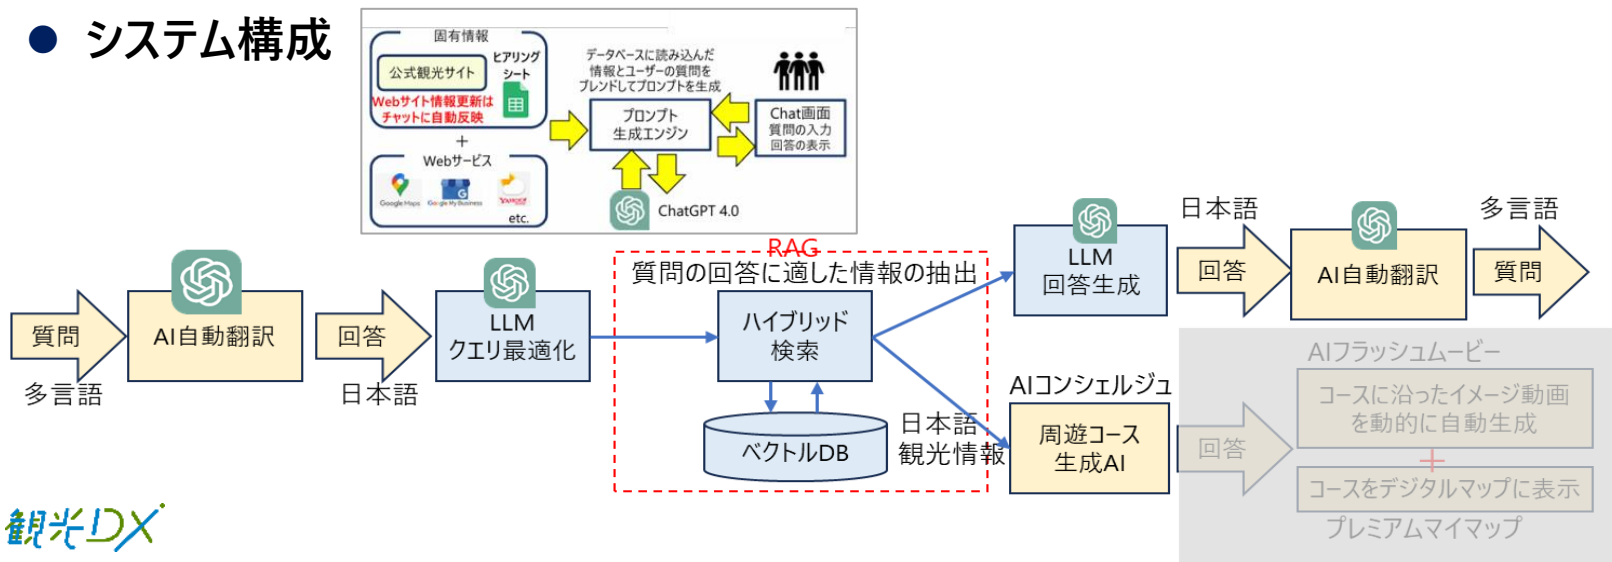 ● システム構成
固有情報
公式観光サイト
ヒアリング
シート
Webサイト情報更新は
チャットに自動反映
＋
Webサービス
Google Maps
Google My Business
YAHOO!
etc.
データベースに読み込んだ
情報とユーザーの質問を
ブレンドしてプロンプトを生成
プロンプト
生成エンジン
ChatGPT 4.0
Chat画面
質問の入力
回答の表示
質問
多言語
AI自動翻訳
回答
日本語
LLM
クエリ最適化
RAG
質問の回答に適した情報の抽出
ハイブリッド
検索
ベクトルDB
日本語
観光情報
LLM
回答生成
日本語
回答
AI自動翻訳
多言語
質問
AIコンシェルジュ
周遊コース
生成AI
回答
AIフラッシュムービー
コースに沿ったイメージ動画
を動的に自動生成
＋
コースをデジタルマップに表示
プレミアムマイマップ
観光DX